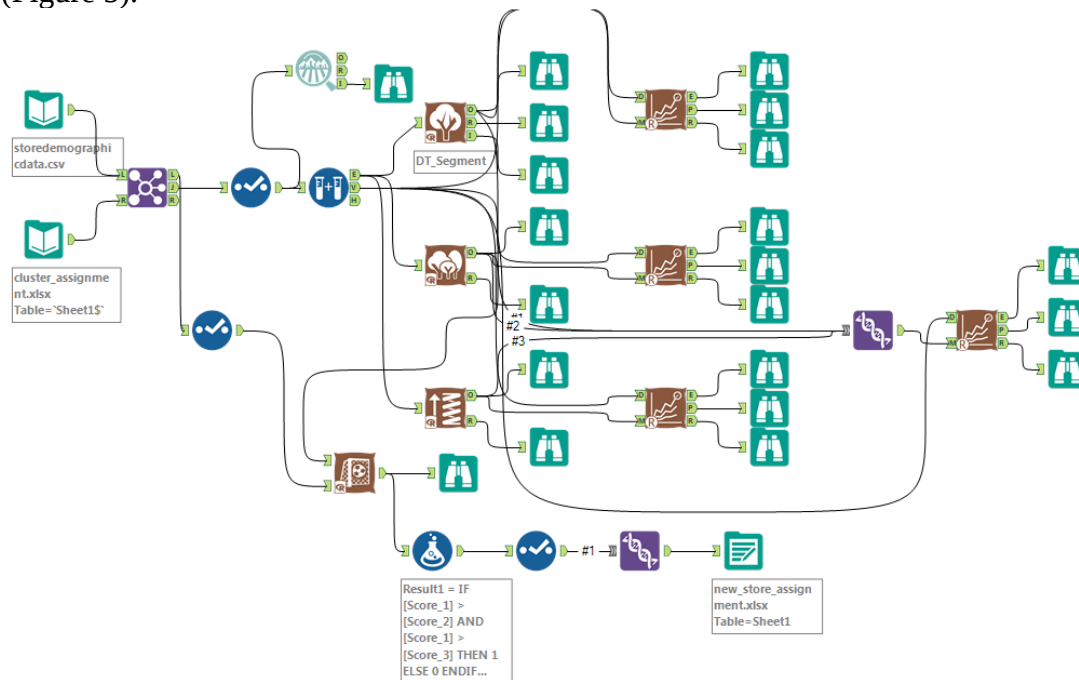 (Figure 3).
storedemographi
cdata.csv
cluster_assignme
nt.xlsx
Table=`Sheet1$`
DT_Segment
L
R
L
J
R
O
R
I
E
V
H
O
R
I
O
R
O
R
D
M
E
P
R
D
M
E
P
R
D
M
E
P
R
D
M
E
P
R
R
R
R
R
#1
#2
#3
#1
Result1 = IF
[Score_1] >
[Score_2] AND
[Score_1] >
[Score_3] THEN 1
ELSE 0 ENDIF...
new_store_assign
ment.xlsx
Table=Sheet1